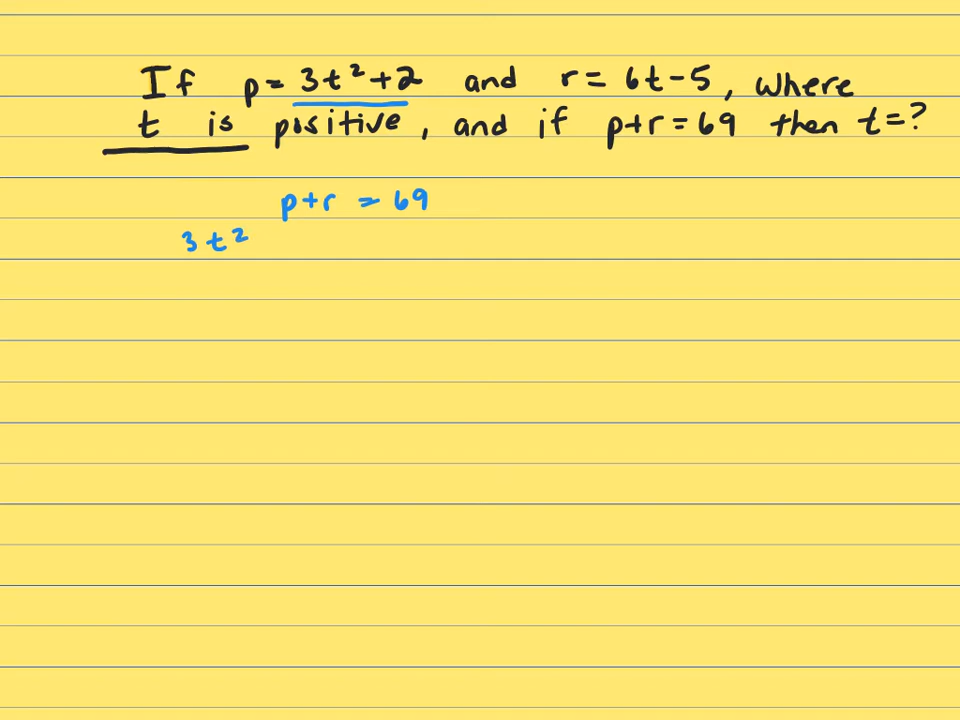 If p = 3t²+2 and r = 6t-5, where
t is positive, and if p+r = 69 then t=?
p+r = 69
3t²